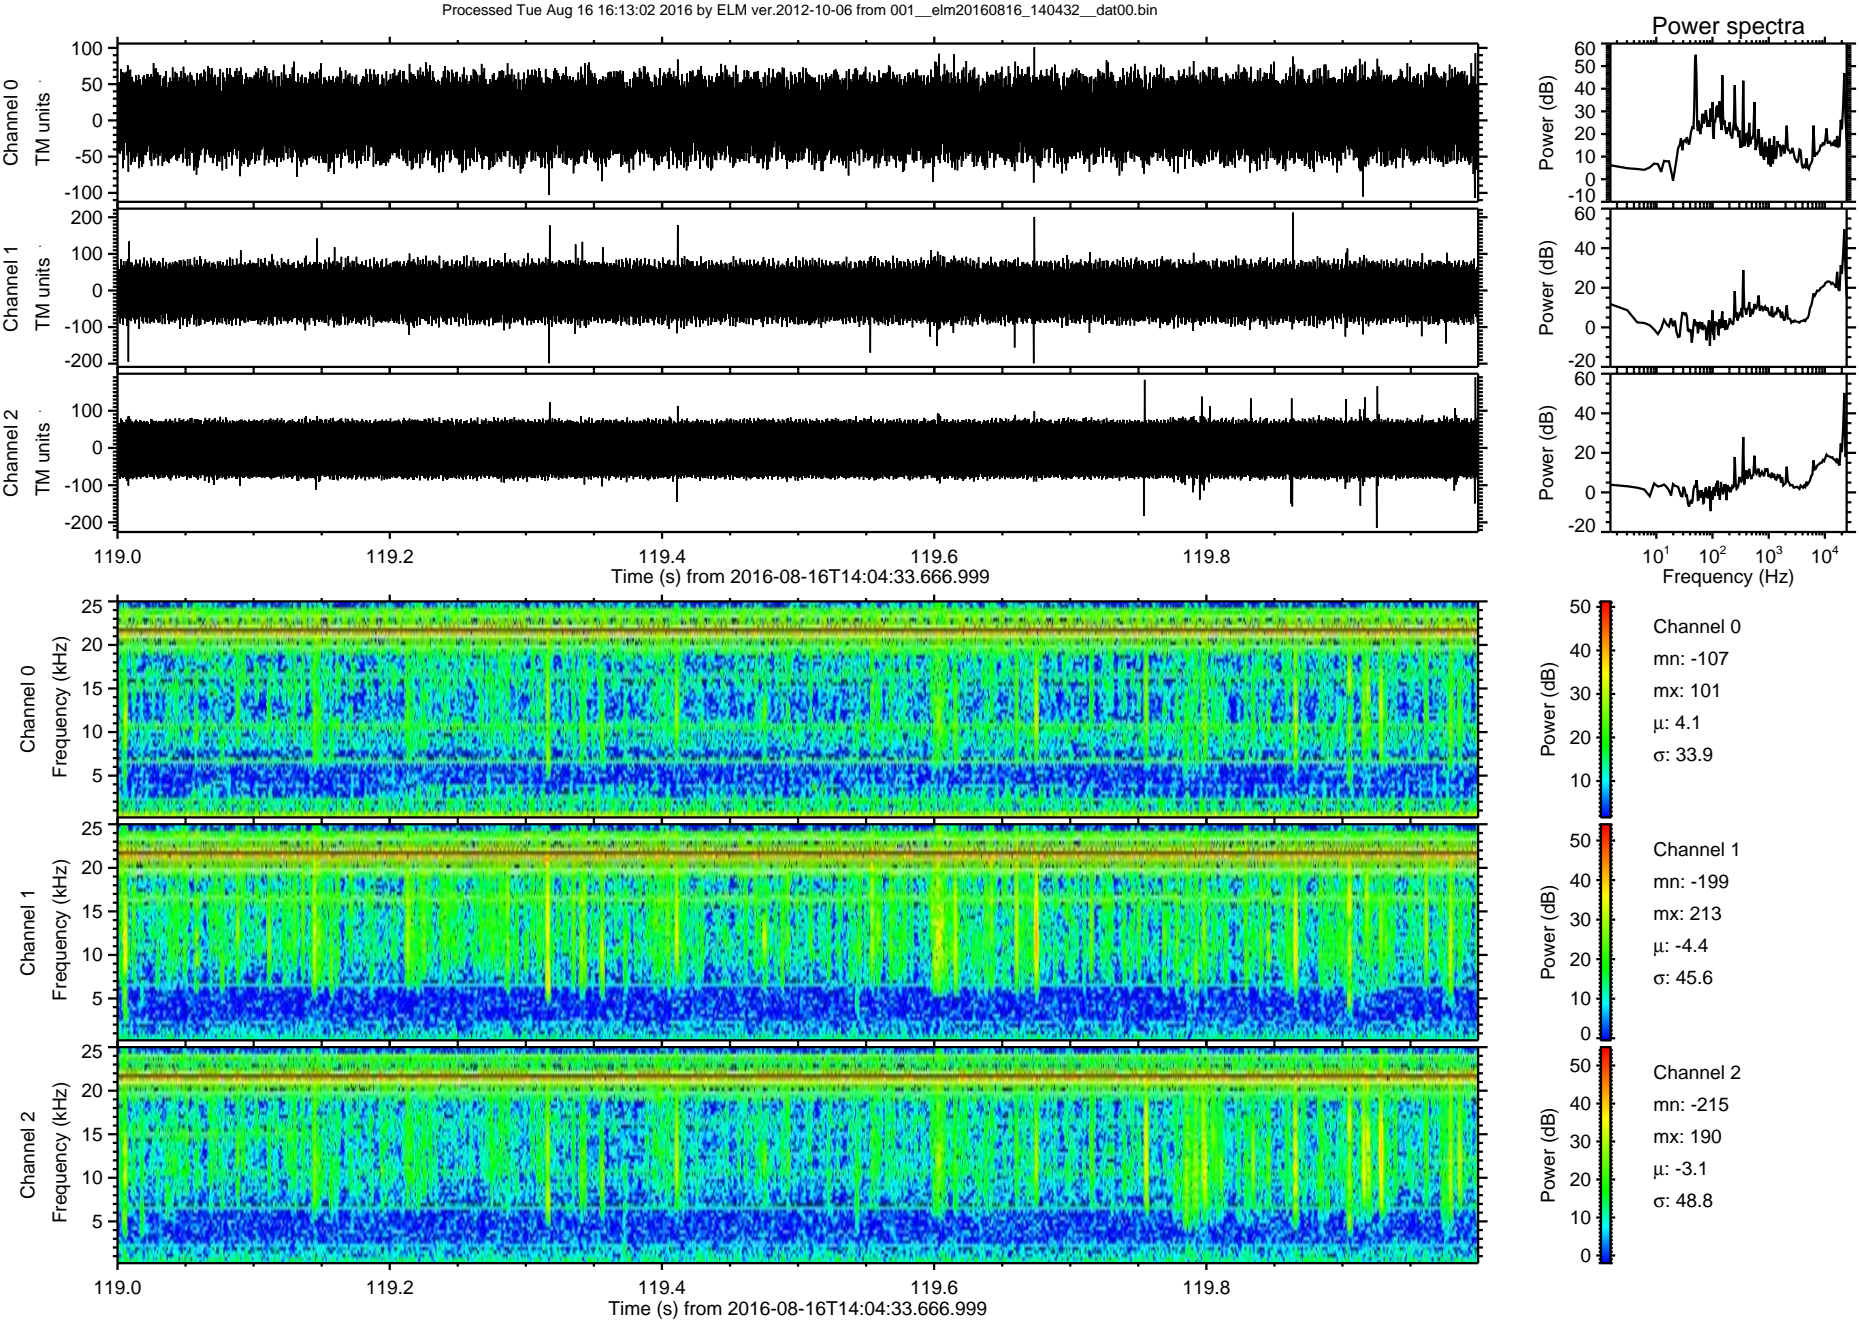 Processed Tue Aug 16 16:13:02 2016 by ELM ver.2012-10-06 from 001__elm20160816_140432__dat00.bin
Power spectra
Channel 0
TM units
100
50
0
-50
-100
Power (dB)
60
50
40
30
20
10
0
-10
Channel 1
TM units
200
100
0
-100
-200
Power (dB)
60
40
20
0
-20
Channel 2
TM units
100
0
-100
-200
Power (dB)
60
40
20
0
-20
119.0 119.2 119.4 119.6 119.8
Time (s) from 2016-08-16T14:04:33.666.999
10^1 10^2 10^3 10^4
Frequency (Hz)
Channel 0
Frequency (kHz)
25
20
15
10
5
Power (dB)
50
40
30
20
10
Channel 0
mn: -107
mx: 101
μ: 4.1
σ: 33.9
Channel 1
Frequency (kHz)
25
20
15
10
5
Power (dB)
50
40
30
20
10
0
Channel 1
mn: -199
mx: 213
μ: -4.4
σ: 45.6
Channel 2
Frequency (kHz)
25
20
15
10
5
Power (dB)
50
40
30
20
10
0
Channel 2
mn: -215
mx: 190
μ: -3.1
σ: 48.8
119.0 119.2 119.4 119.6 119.8
Time (s) from 2016-08-16T14:04:33.666.999